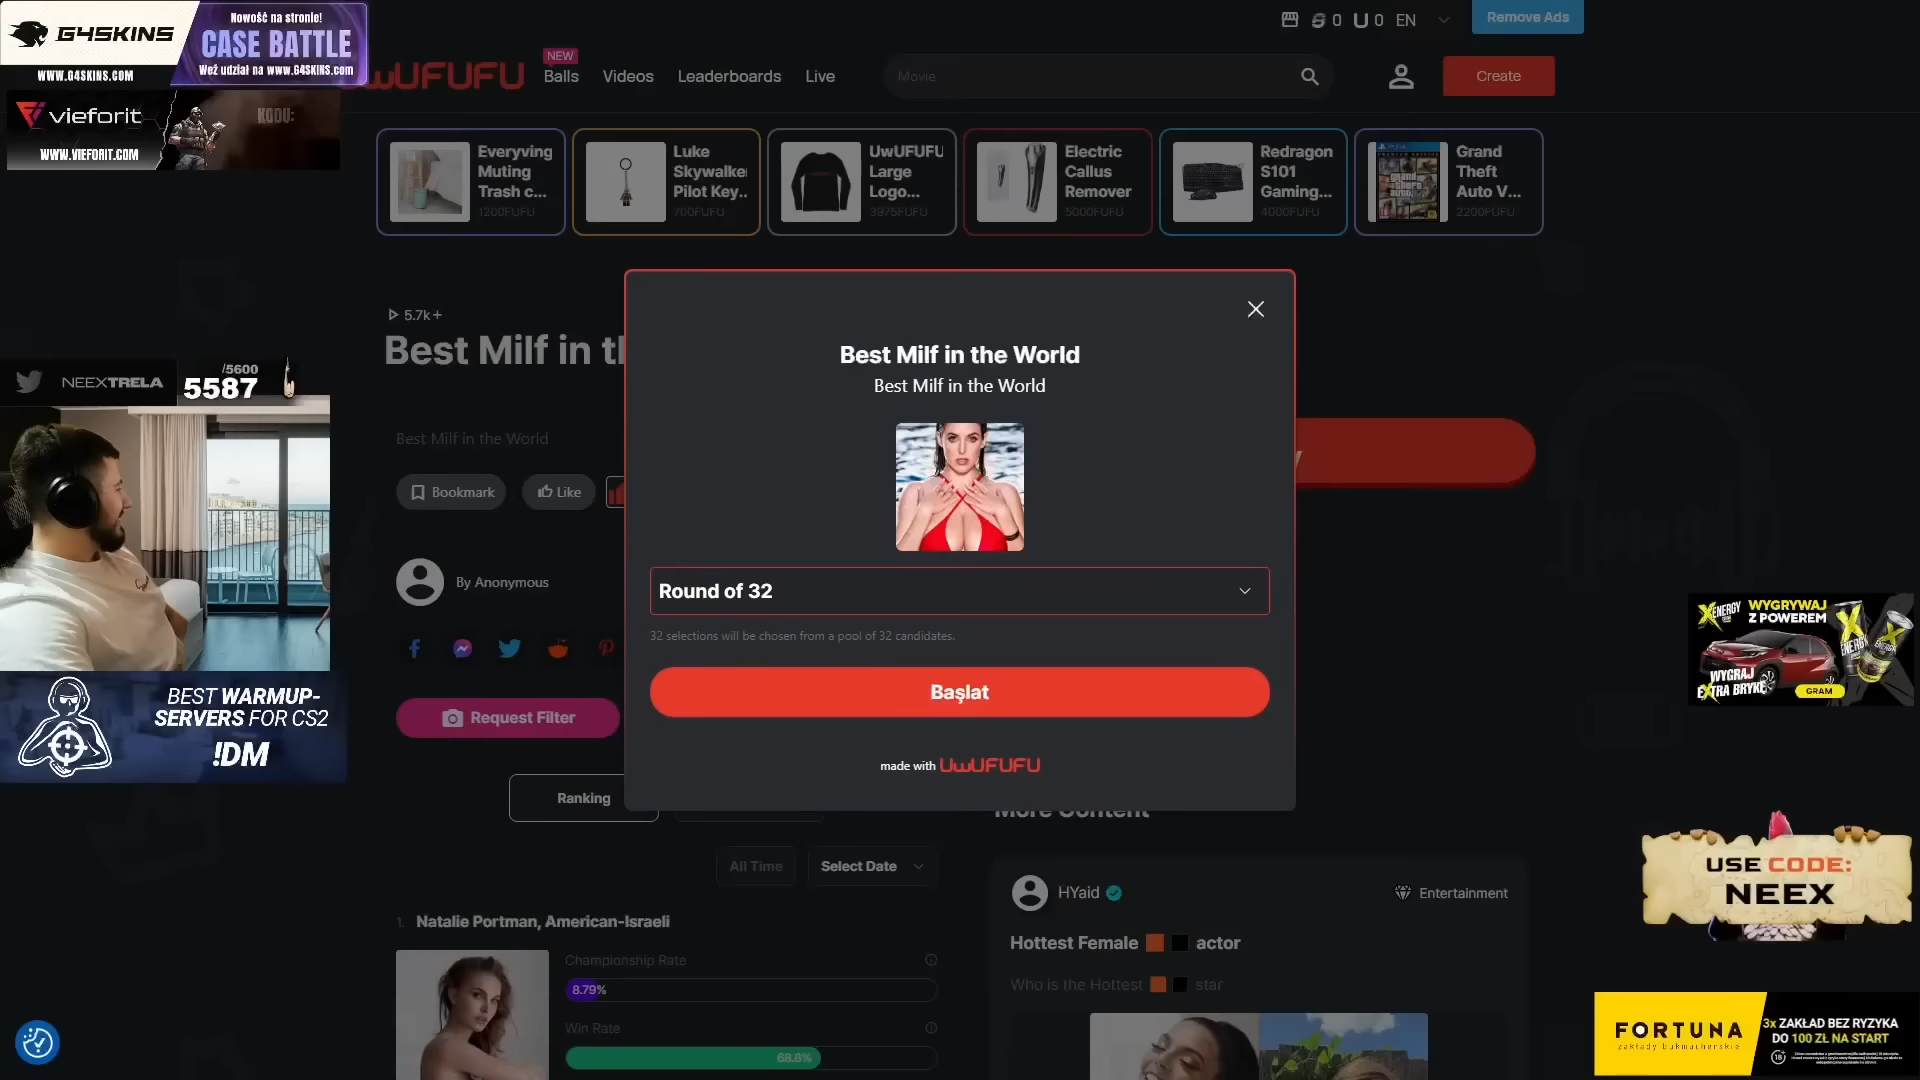 G4SKINS
WWW.G4SKINS.COM
Nowość na stronie!
CASE BATTLE
Weź udział na www.G4SKINS.com
vieforit
WWW.VIEFORIT.COM
KODU:
UwUFUFU
NEW
Balls
Videos
Leaderboards
Live
Movie
0
0
EN
Remove Ads
Create
Everyving
Muting
Trash c...
1200FUFU
Luke
Skywalke
Pilot Key..
700FUFU
UwUFUFU
Large
Logo...
3975FUFU
Electric
Callus
Remover
5000FUFU
Redragon
S101
Gaming...
4000FUFU
Grand
Theft
Auto V...
2200FUFU
5.7k+
Best Milf in t
Best Milf in the World
Bookmark
Like
By Anonymous
Request Filter
Ranking
All Time
Select Date
1. Natalie Portman, American-Israeli
Championship Rate
8.79%
Win Rate
68.8%
Best Milf in the World
Best Milf in the World
Round of 32
32 selections will be chosen from a pool of 32 candidates.
Başlat
made with UwUFUFU
More Content
HYaid
Entertainment
Hottest Female actor
Who is the Hottest star
NEEXTRELA
/5600
5587
BEST WARMUP-
SERVERS FOR CS2
!DM
X ENERGY
WYGRYWAJ
Z POWEREM
WYGRAJ
EXTRA BRYKĘ
GRAM
USE CODE:
NEEX
FORTUNA
zakłady bukmacherskie
3x ZAKŁAD BEZ RYZYKA
DO 100 ZŁ NA START
18+